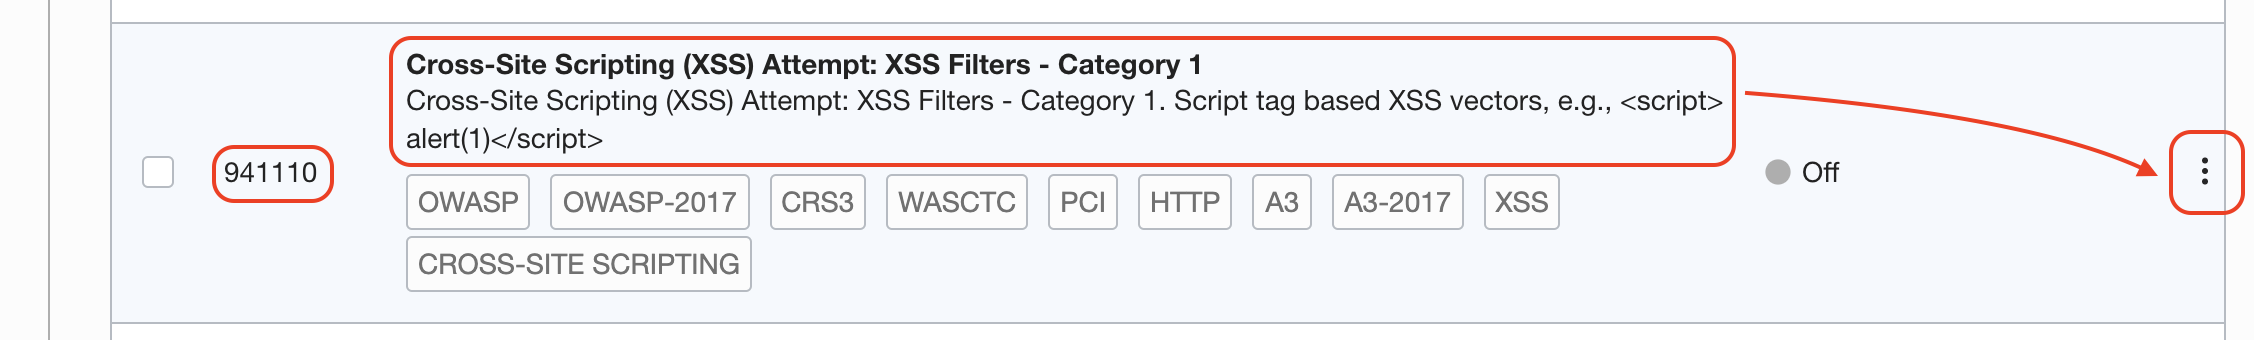 Cross-Site Scripting (XSS) Attempt: XSS Filters - Category 1
Cross-Site Scripting (XSS) Attempt: XSS Filters - Category 1. Script tag based XSS vectors, e.g., <script>
alert(1)</script>
941110
Off
OWASP OWASP-2017 CRS3 WASCTC PCI HTTP A3 A3-2017 XSS
CROSS-SITE SCRIPTING